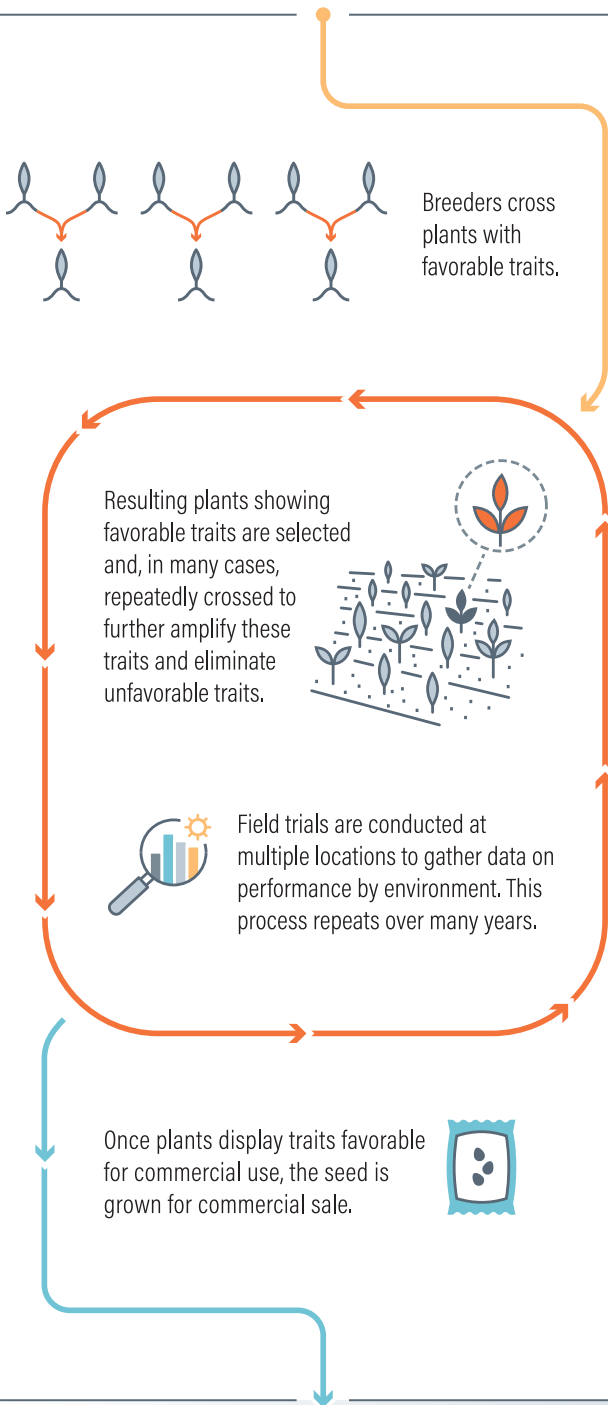 Breeders cross
plants with
favorable traits.
Resulting plants showing
favorable traits are selected
and, in many cases,
repeatedly crossed to
further amplify these
traits and eliminate
unfavorable traits.
Field trials are conducted at
multiple locations to gather data on
performance by environment. This
process repeats over many years.
Once plants display traits favorable
for commercial use, the seed is
grown for commercial sale.